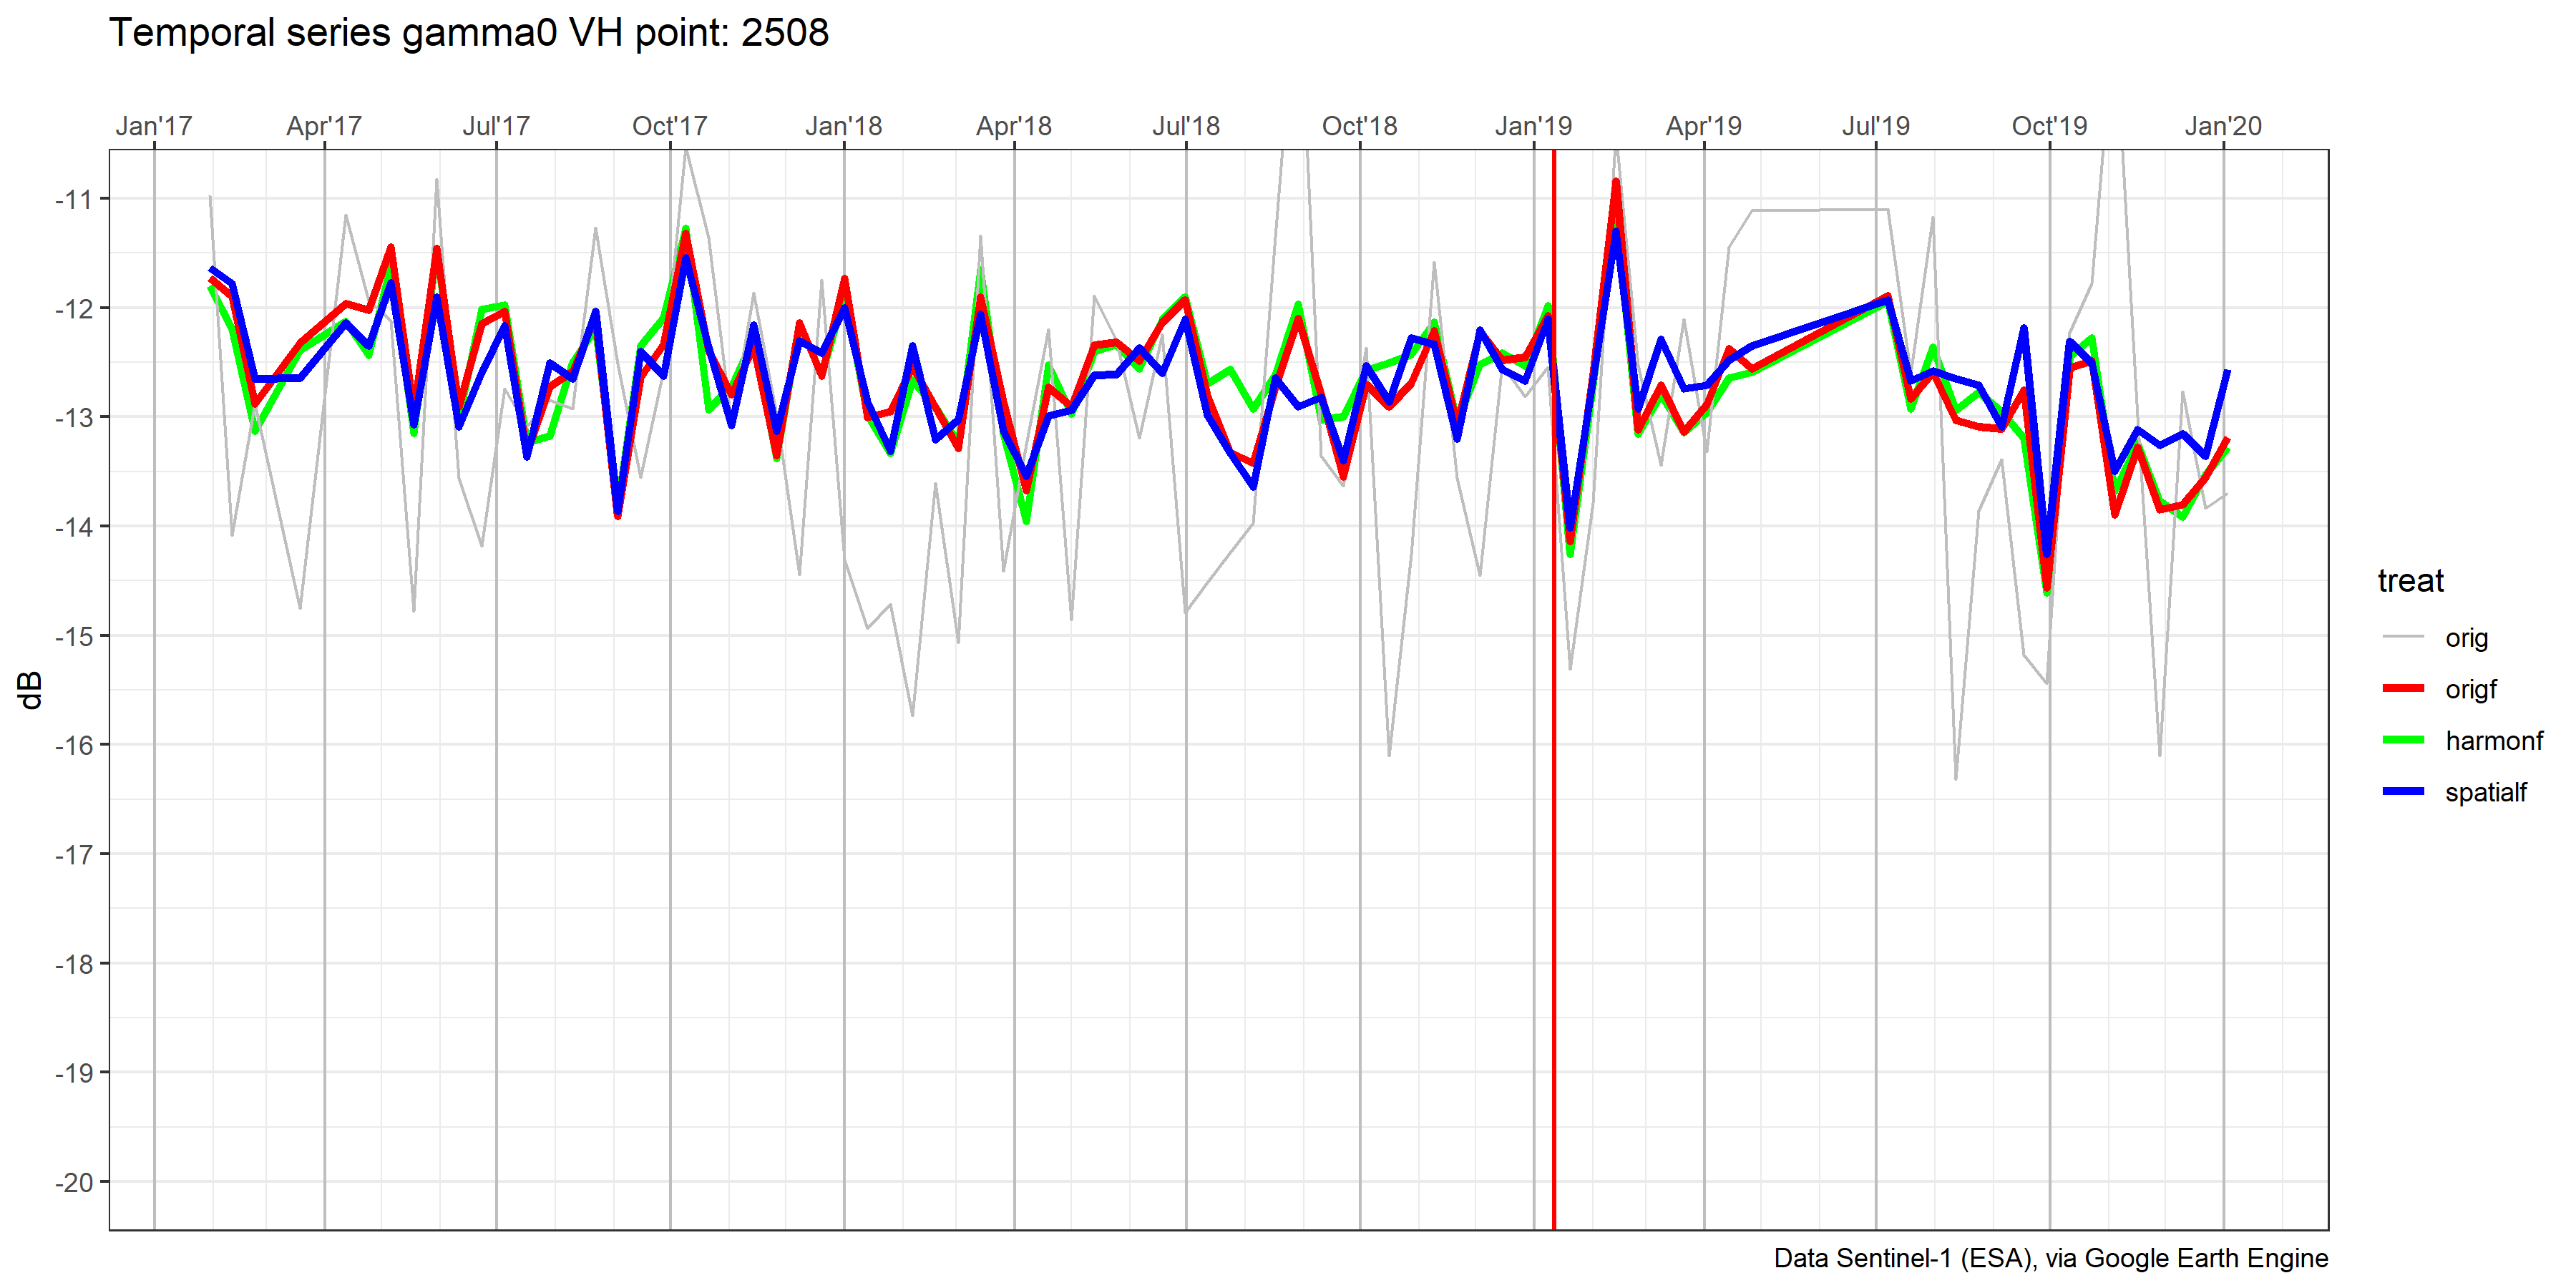 Temporal series gamma0 VH point: 2508
Jan'17 Apr'17 Jul'17 Oct'17 Jan'18 Apr'18 Jul'18 Oct'18 Jan'19 Apr'19 Jul'19 Oct'19 Jan'20
-11
-12
-13
-14
-15
-16
-17
-18
-19
-20
dB
treat
orig
origf
harmonf
spatialf
Data Sentinel-1 (ESA), via Google Earth Engine